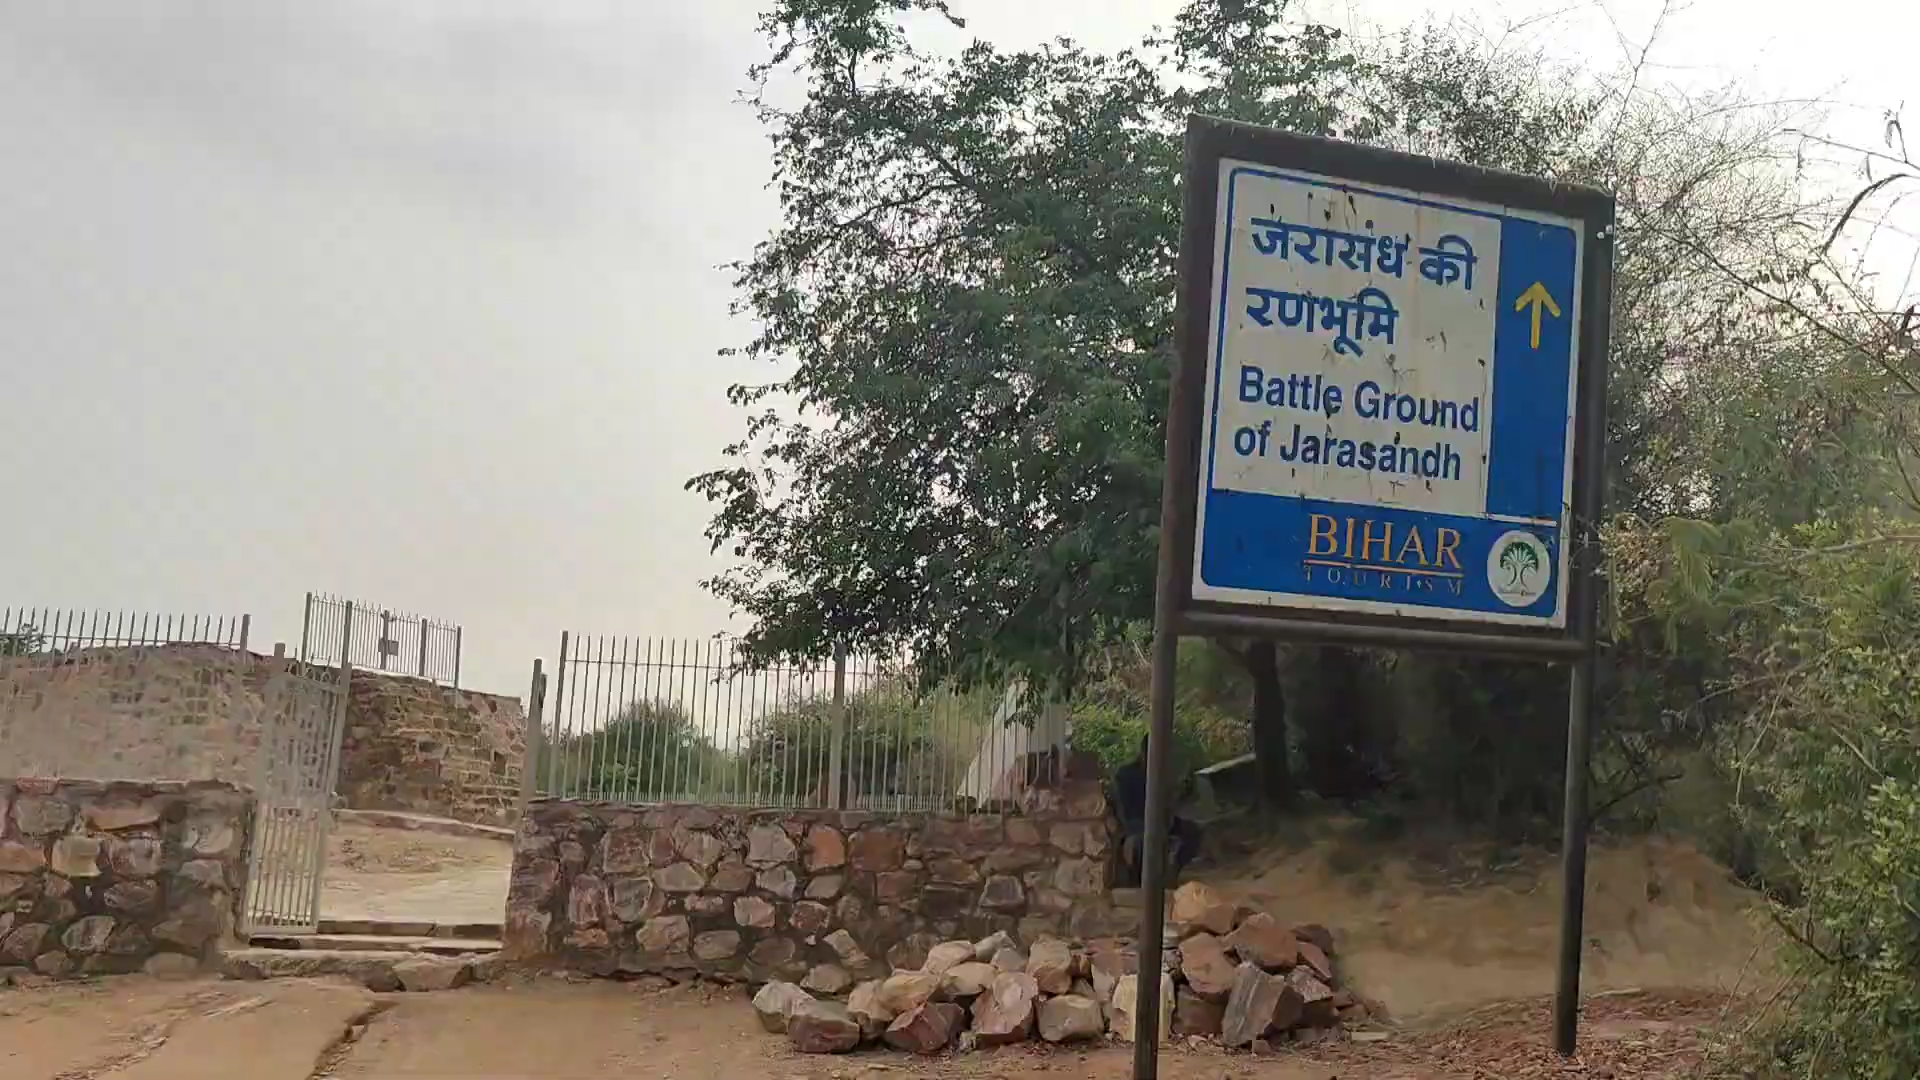 जरासंध की
रणभूमि
Battle Ground
of Jarasandh
BIHAR
TOURISM